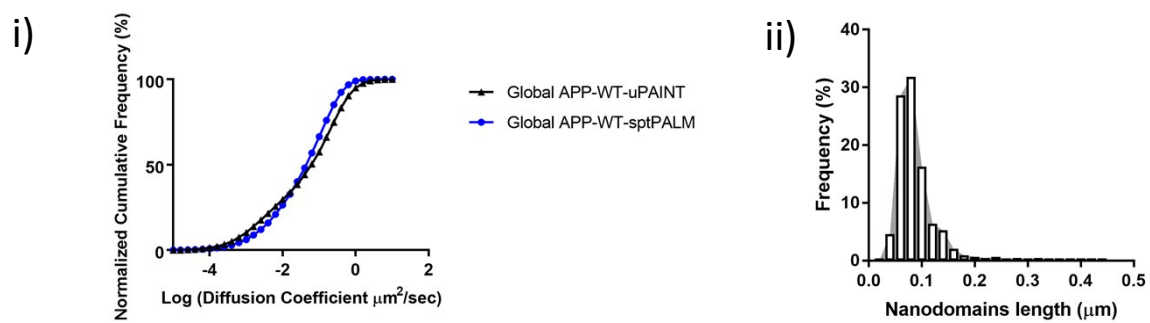 i)
Normalized Cumulative Frequency (%)
100
50
0
-4
-2
0
2
Log (Diffusion Coefficient μm²/sec)
Global APP-WT-uPAINT
Global APP-WT-sptPALM
ii)
Frequency (%)
40
30
20
10
0
0.0
0.1
0.2
0.3
0.4
0.5
Nanodomains length (μm)